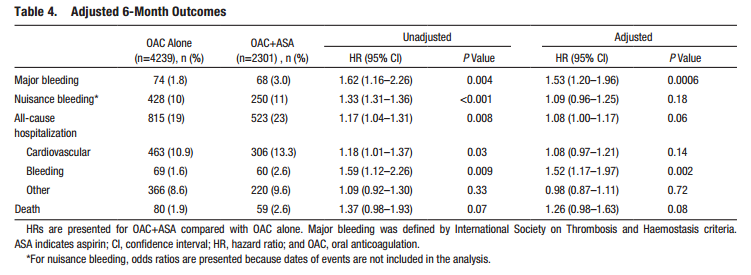 Table 4. Adjusted 6-Month Outcomes
OAC Alone OAC+ASA Unadjusted Adjusted
(n=4239), n (%) (n=2301) , n (%) HR (95% CI) P Value HR (95% CI) P Value
Major bleeding 74 (1.8) 68 (3.0) 1.62 (1.16–2.26) 0.004 1.53 (1.20–1.96) 0.0006
Nuisance bleeding* 428 (10) 250 (11) 1.33 (1.31–1.36) <0.001 1.09 (0.96–1.25) 0.18
All-cause 815 (19) 523 (23) 1.17 (1.04–1.31) 0.008 1.08 (1.00–1.17) 0.06
hospitalization
Cardiovascular 463 (10.9) 306 (13.3) 1.18 (1.01–1.37) 0.03 1.08 (0.97–1.21) 0.14
Bleeding 69 (1.6) 60 (2.6) 1.59 (1.12–2.26) 0.009 1.52 (1.17–1.97) 0.002
Other 366 (8.6) 220 (9.6) 1.09 (0.92–1.30) 0.33 0.98 (0.87–1.11) 0.72
Death 80 (1.9) 59 (2.6) 1.37 (0.98–1.93) 0.07 1.26 (0.98–1.63) 0.08
HRs are presented for OAC+ASA compared with OAC alone. Major bleeding was defined by International Society on Thrombosis and Haemostasis criteria.
ASA indicates aspirin; CI, confidence interval; HR, hazard ratio; and OAC, oral anticoagulation.
*For nuisance bleeding, odds ratios are presented because dates of events are not included in the analysis.